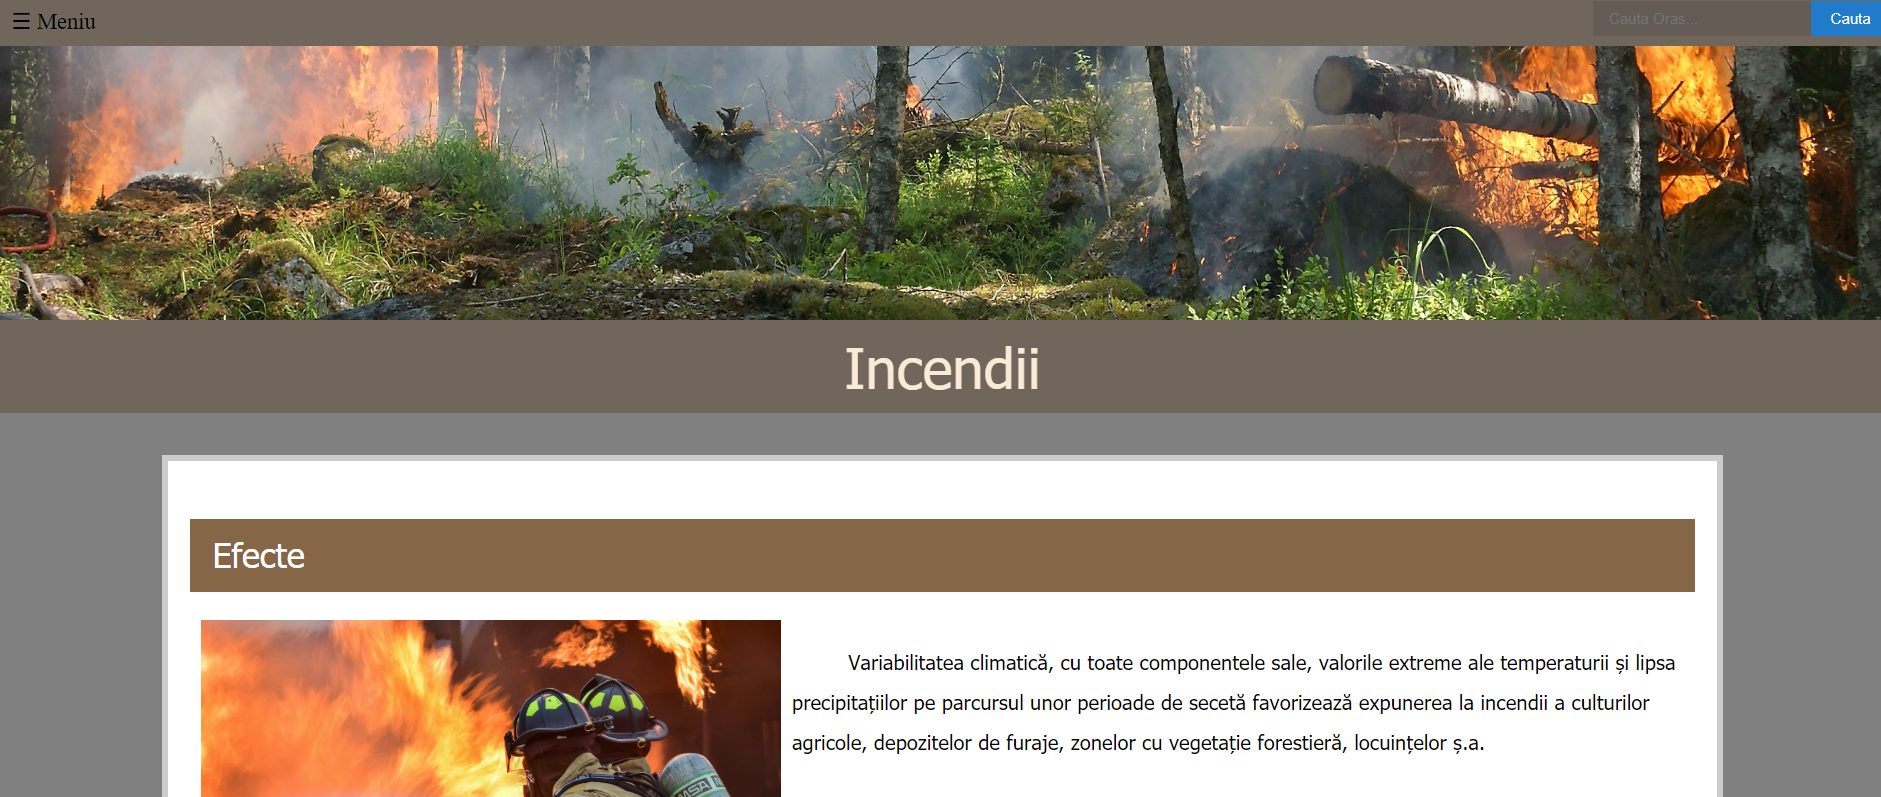 ☰ Meniu
Cauta Oras...
Cauta
Incendii
Efecte
Variabilitatea climatică, cu toate componentele sale, valorile extreme ale temperaturii și lipsa
precipitațiilor pe parcursul unor perioade de secetă favorizează expunerea la incendii a culturilor
agricole, depozitelor de furaje, zonelor cu vegetație forestieră, locuințelor ș.a.
MSA